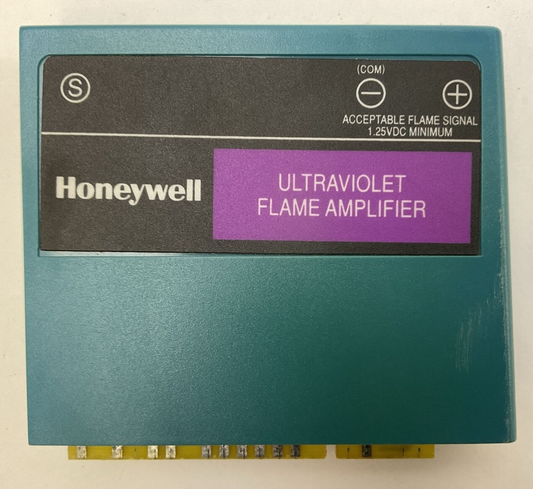 (COM)
S
− +
ACCEPTABLE FLAME SIGNAL
1.25VDC MINIMUM
Honeywell
ULTRAVIOLET
FLAME AMPLIFIER